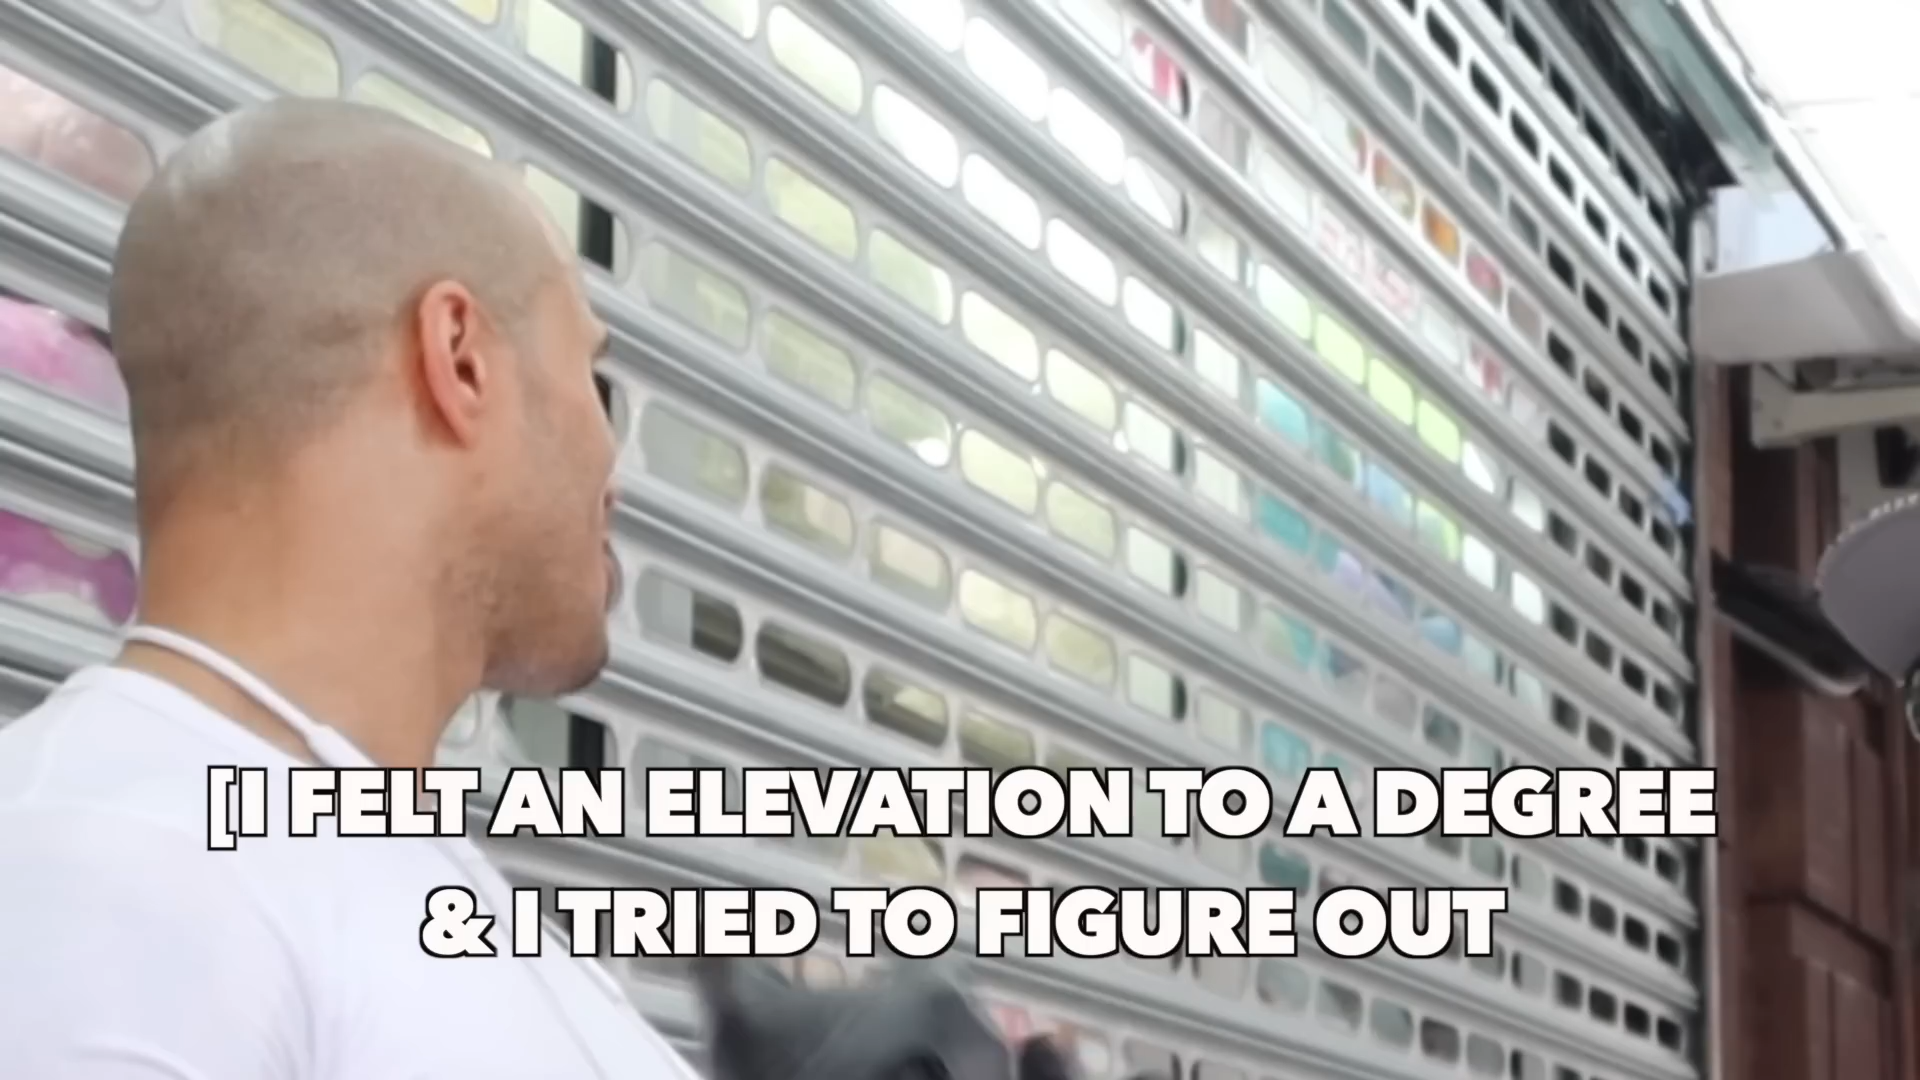 [I FELT AN ELEVATION TO A DEGREE
& I TRIED TO FIGURE OUT